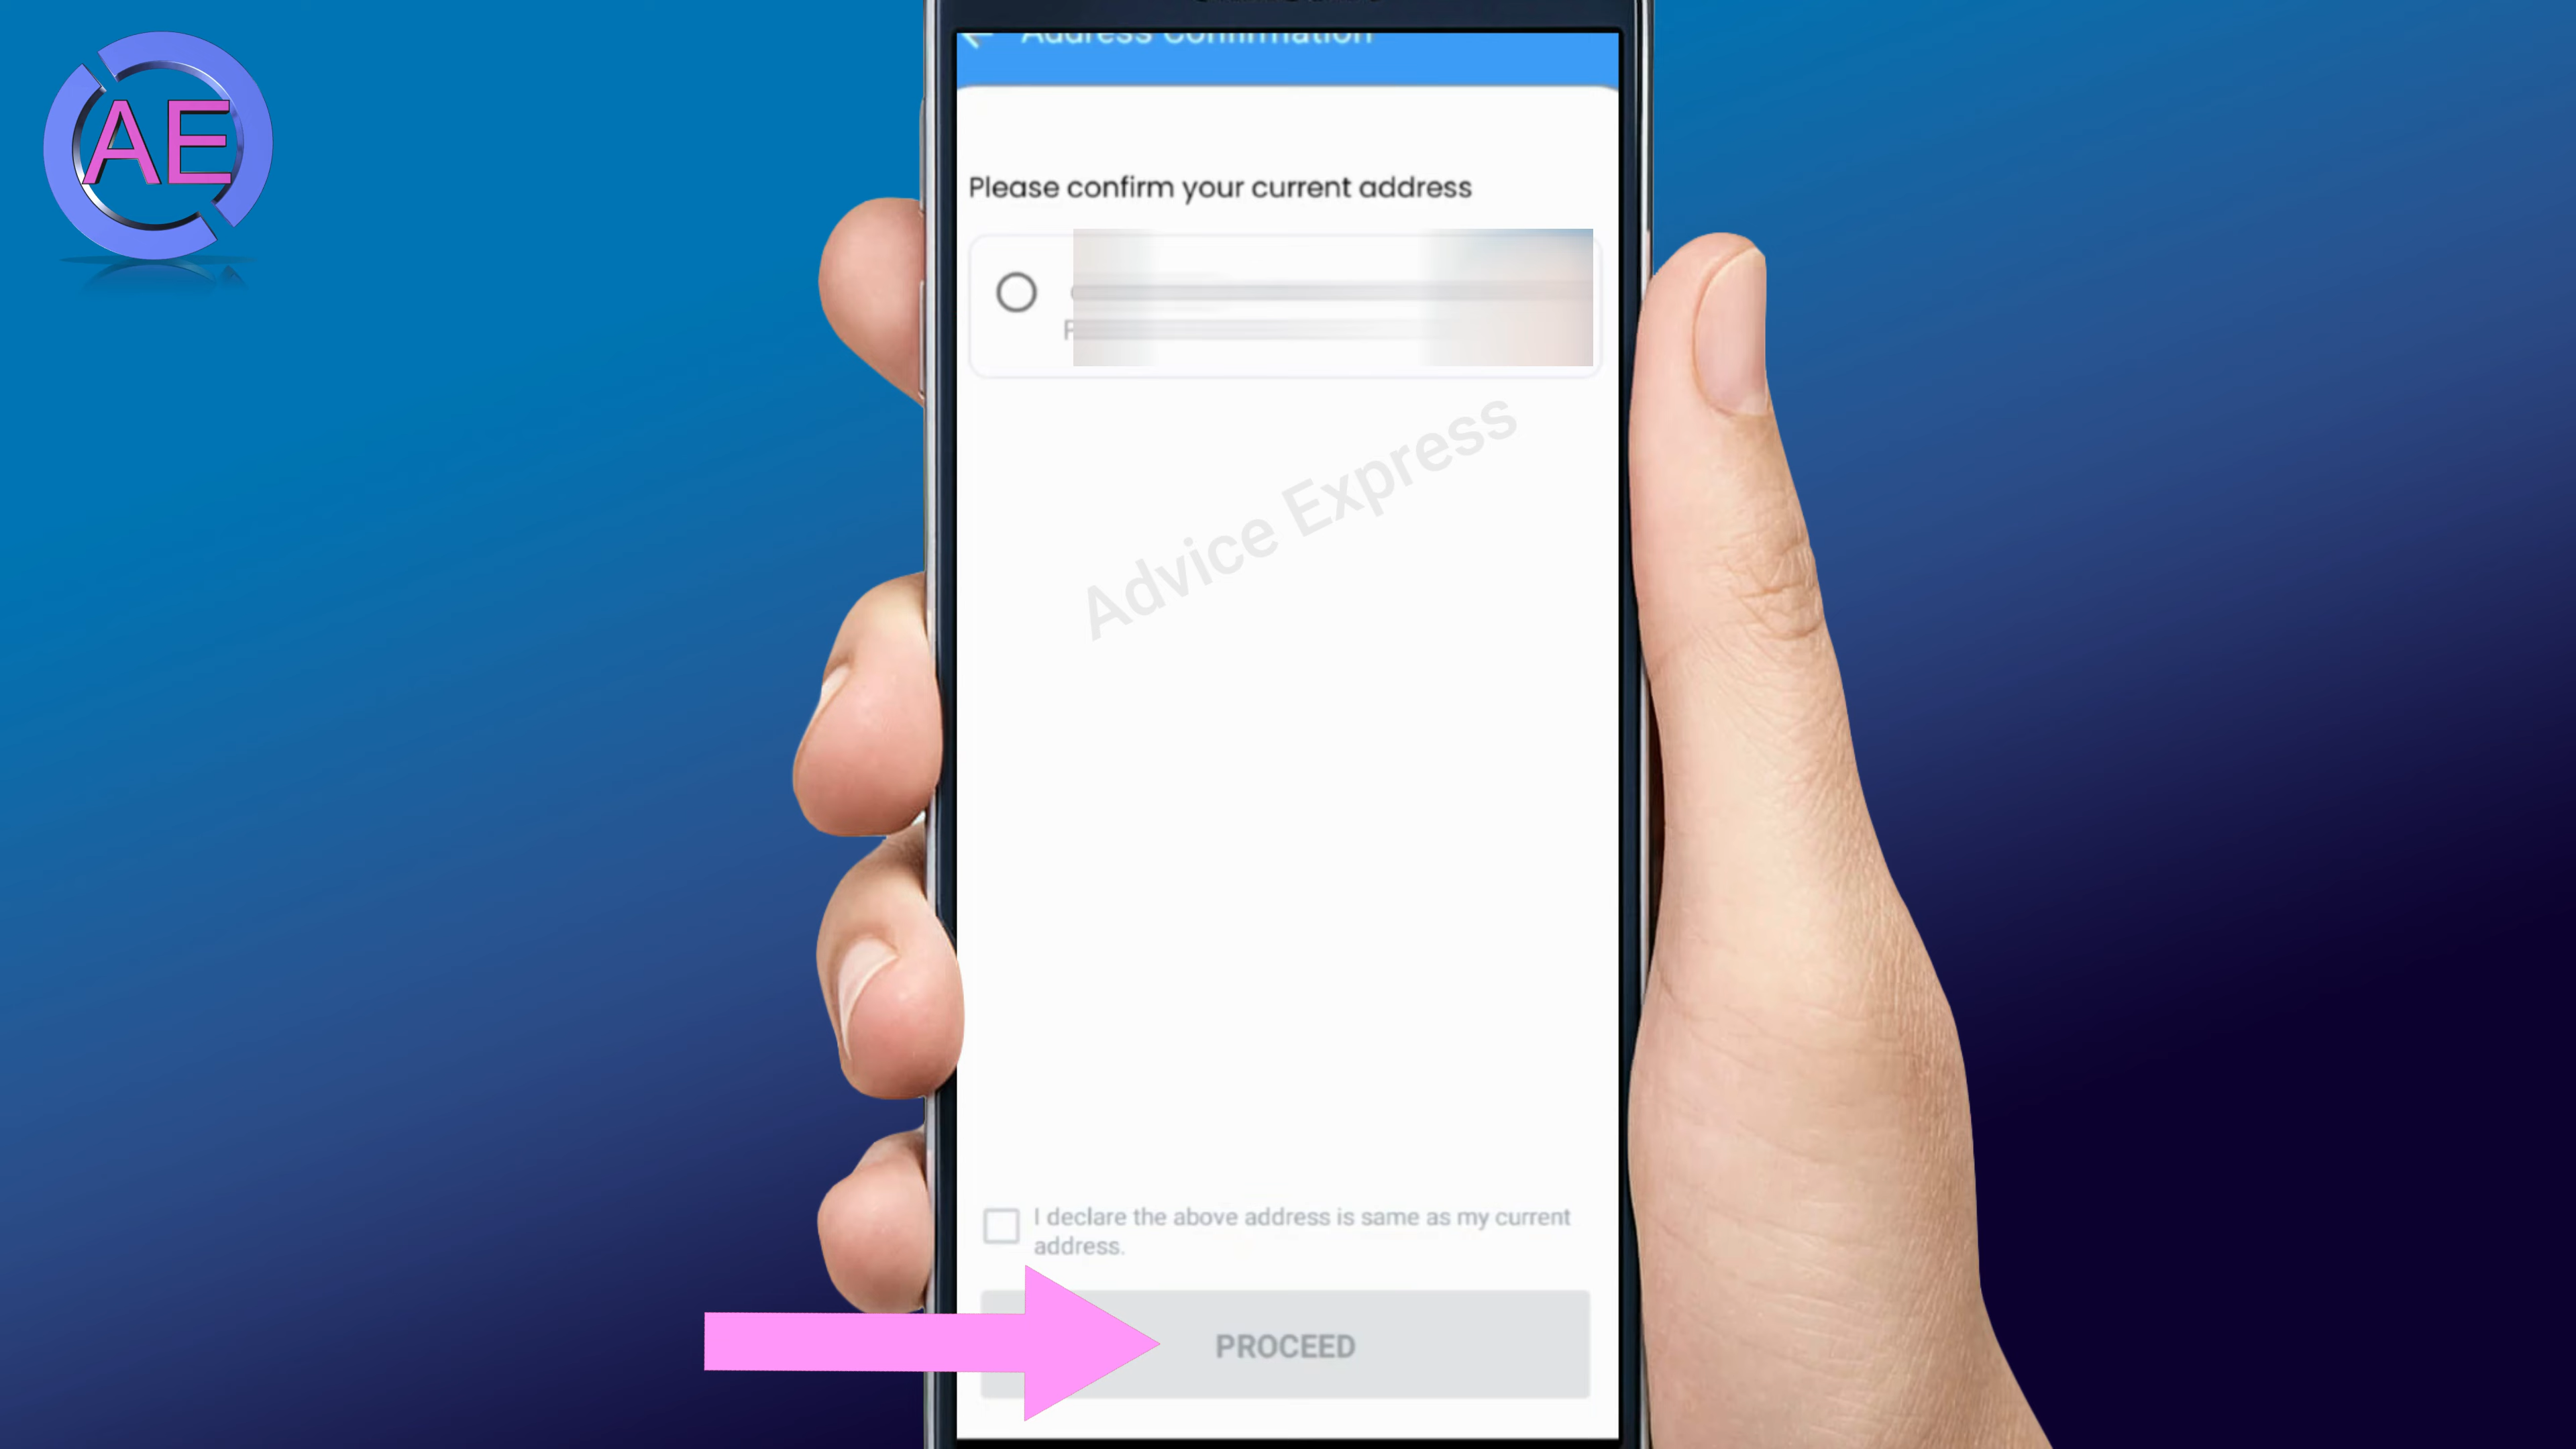 AE
Address Confirmation
Please confirm your current address
Advice Express
I declare the above address is same as my current
address.
PROCEED